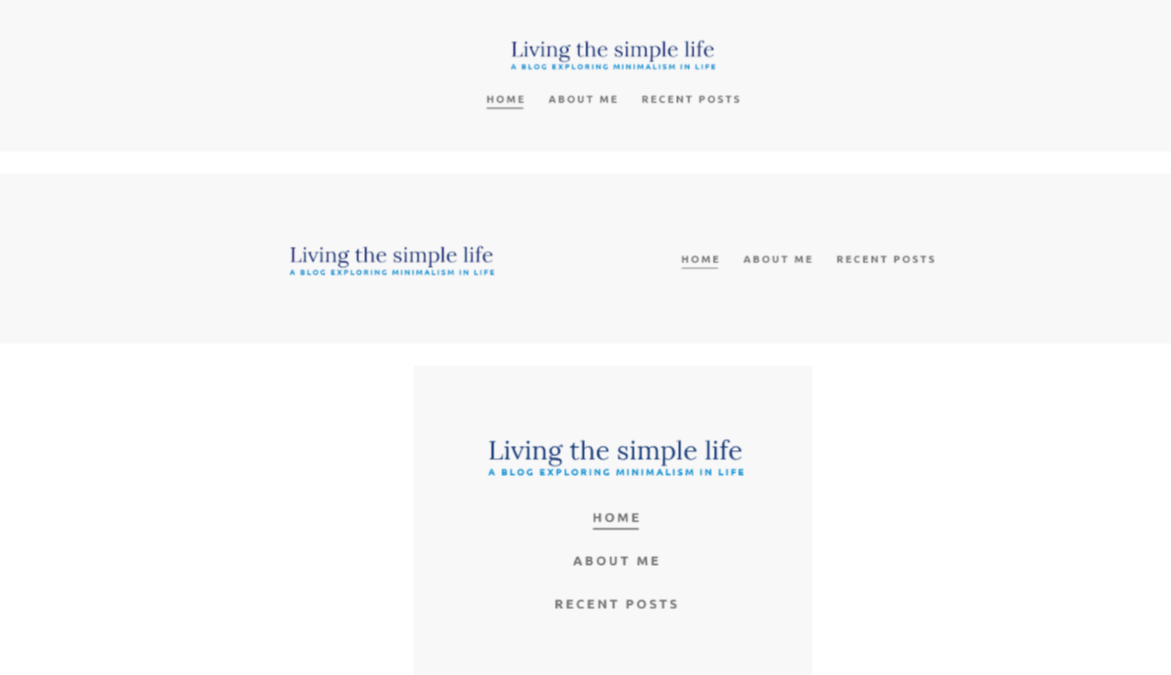 Living the simple life
A BLOG EXPLORING MINIMALISM IN LIFE
HOME ABOUT ME RECENT POSTS
Living the simple life
A BLOG EXPLORING MINIMALISM IN LIFE
HOME ABOUT ME RECENT POSTS
Living the simple life
A BLOG EXPLORING MINIMALISM IN LIFE
HOME
ABOUT ME
RECENT POSTS